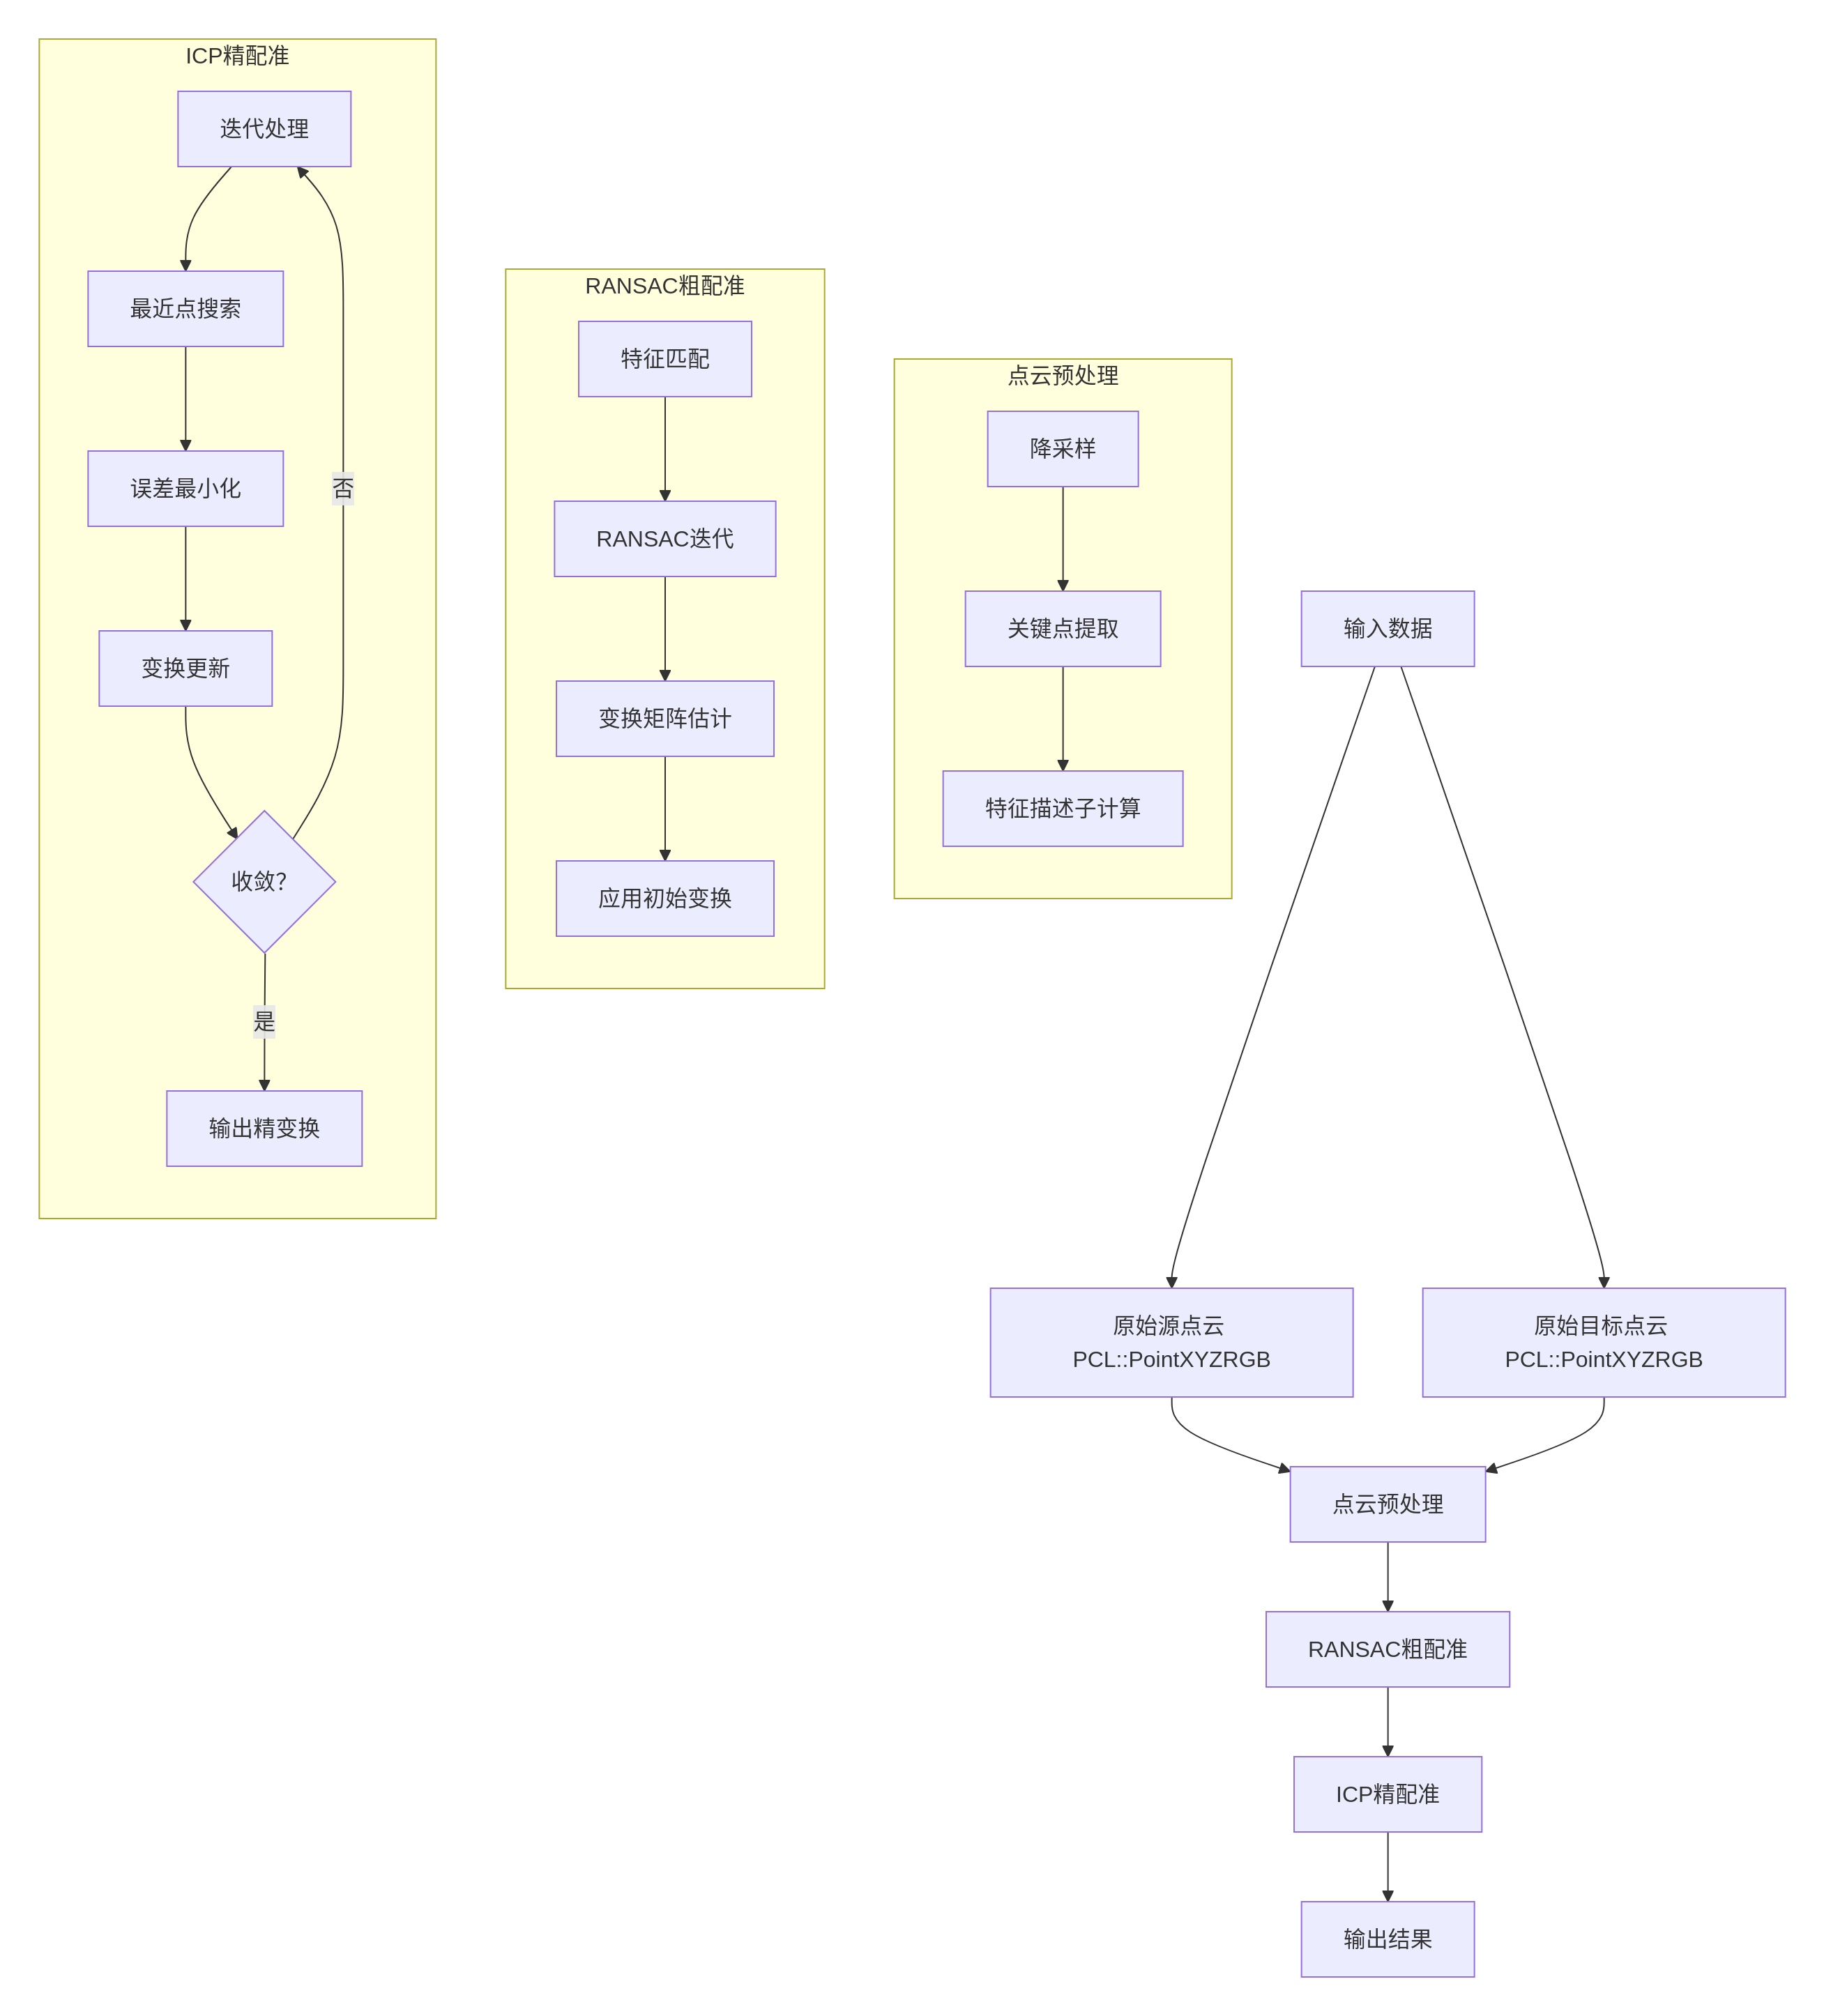 ICP精配准
迭代处理
最近点搜索
误差最小化
否
变换更新
收敛?
是
输出精变换
RANSAC粗配准
特征匹配
RANSAC迭代
变换矩阵估计
应用初始变换
点云预处理
降采样
关键点提取
特征描述子计算
输入数据
原始源点云
PCL::PointXYZRGB
原始目标点云
PCL::PointXYZRGB
点云预处理
RANSAC粗配准
ICP精配准
输出结果